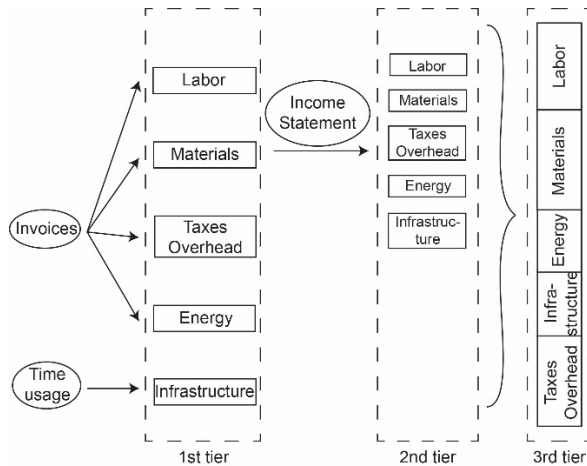 Invoices
Time
usage
Labor
Materials
Taxes
Overhead
Energy
Infrastructure
1st tier
Income
Statement
Labor
Materials
Taxes
Overhead
Energy
Infrastruc-
ture
2nd tier
Labor
Materials
Energy
Infra-
structure
Taxes
Overhead
3rd tier